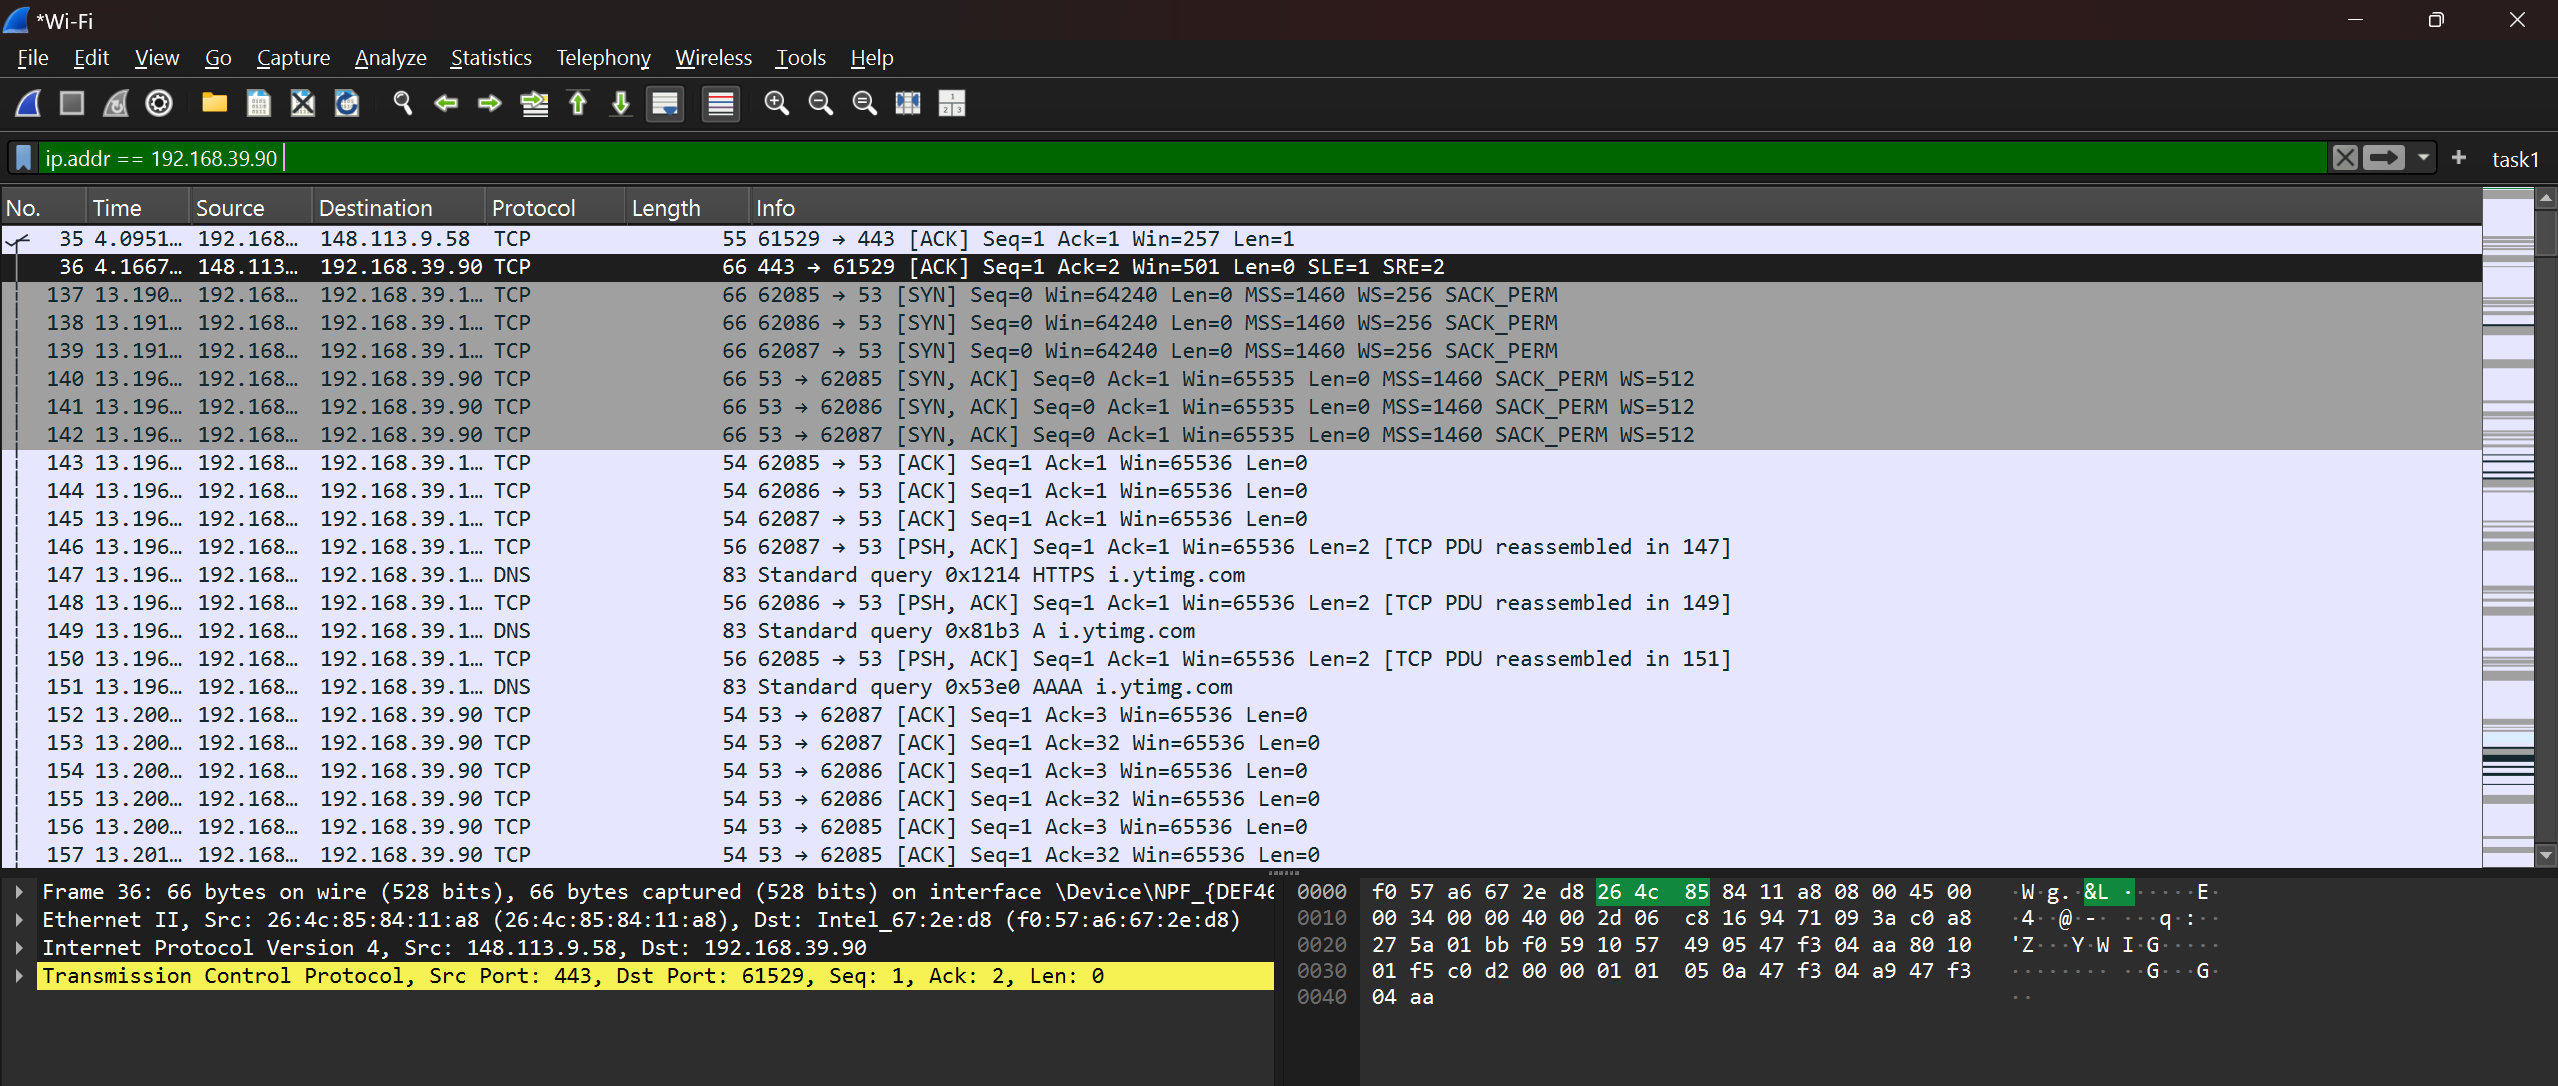 *Wi-Fi
File Edit View Go Capture Analyze Statistics Telephony Wireless Tools Help
ip.addr == 192.168.39.90
task1
No. Time Source Destination Protocol Length Info
35 4.0951… 192.168… 148.113.9.58 TCP 55 61529 → 443 [ACK] Seq=1 Ack=1 Win=257 Len=1
36 4.1667… 148.113… 192.168.39.90 TCP 66 443 → 61529 [ACK] Seq=1 Ack=2 Win=501 Len=0 SLE=1 SRE=2
137 13.190… 192.168… 192.168.39.1… TCP 66 62085 → 53 [SYN] Seq=0 Win=64240 Len=0 MSS=1460 WS=256 SACK_PERM
138 13.191… 192.168… 192.168.39.1… TCP 66 62086 → 53 [SYN] Seq=0 Win=64240 Len=0 MSS=1460 WS=256 SACK_PERM
139 13.191… 192.168… 192.168.39.1… TCP 66 62087 → 53 [SYN] Seq=0 Win=64240 Len=0 MSS=1460 WS=256 SACK_PERM
140 13.196… 192.168… 192.168.39.90 TCP 66 53 → 62085 [SYN, ACK] Seq=0 Ack=1 Win=65535 Len=0 MSS=1460 SACK_PERM WS=512
141 13.196… 192.168… 192.168.39.90 TCP 66 53 → 62086 [SYN, ACK] Seq=0 Ack=1 Win=65535 Len=0 MSS=1460 SACK_PERM WS=512
142 13.196… 192.168… 192.168.39.90 TCP 66 53 → 62087 [SYN, ACK] Seq=0 Ack=1 Win=65535 Len=0 MSS=1460 SACK_PERM WS=512
143 13.196… 192.168… 192.168.39.1… TCP 54 62085 → 53 [ACK] Seq=1 Ack=1 Win=65536 Len=0
144 13.196… 192.168… 192.168.39.1… TCP 54 62086 → 53 [ACK] Seq=1 Ack=1 Win=65536 Len=0
145 13.196… 192.168… 192.168.39.1… TCP 54 62087 → 53 [ACK] Seq=1 Ack=1 Win=65536 Len=0
146 13.196… 192.168… 192.168.39.1… TCP 56 62087 → 53 [PSH, ACK] Seq=1 Ack=1 Win=65536 Len=2 [TCP PDU reassembled in 147]
147 13.196… 192.168… 192.168.39.1… DNS 83 Standard query 0x1214 HTTPS i.ytimg.com
148 13.196… 192.168… 192.168.39.1… TCP 56 62086 → 53 [PSH, ACK] Seq=1 Ack=1 Win=65536 Len=2 [TCP PDU reassembled in 149]
149 13.196… 192.168… 192.168.39.1… DNS 83 Standard query 0x81b3 A i.ytimg.com
150 13.196… 192.168… 192.168.39.1… TCP 56 62085 → 53 [PSH, ACK] Seq=1 Ack=1 Win=65536 Len=2 [TCP PDU reassembled in 151]
151 13.196… 192.168… 192.168.39.1… DNS 83 Standard query 0x53e0 AAAA i.ytimg.com
152 13.200… 192.168… 192.168.39.90 TCP 54 53 → 62087 [ACK] Seq=1 Ack=3 Win=65536 Len=0
153 13.200… 192.168… 192.168.39.90 TCP 54 53 → 62087 [ACK] Seq=1 Ack=32 Win=65536 Len=0
154 13.200… 192.168… 192.168.39.90 TCP 54 53 → 62086 [ACK] Seq=1 Ack=3 Win=65536 Len=0
155 13.200… 192.168… 192.168.39.90 TCP 54 53 → 62086 [ACK] Seq=1 Ack=32 Win=65536 Len=0
156 13.200… 192.168… 192.168.39.90 TCP 54 53 → 62085 [ACK] Seq=1 Ack=3 Win=65536 Len=0
157 13.201… 192.168… 192.168.39.90 TCP 54 53 → 62085 [ACK] Seq=1 Ack=32 Win=65536 Len=0
Frame 36: 66 bytes on wire (528 bits), 66 bytes captured (528 bits) on interface \Device\NPF_{DEF46
Ethernet II, Src: 26:4c:85:84:11:a8 (26:4c:85:84:11:a8), Dst: Intel_67:2e:d8 (f0:57:a6:67:2e:d8)
Internet Protocol Version 4, Src: 148.113.9.58, Dst: 192.168.39.90
Transmission Control Protocol, Src Port: 443, Dst Port: 61529, Seq: 1, Ack: 2, Len: 0
0000 f0 57 a6 67 2e d8 26 4c 85 84 11 a8 08 00 45 00 ·W·g.·&L ······E·
0010 00 34 00 00 40 00 2d 06 c8 16 94 71 09 3a c0 a8 ·4··@·-· ···q·:··
0020 27 5a 01 bb f0 59 10 57 49 05 47 f3 04 aa 80 10 'Z···Y·W I·G·····
0030 01 f5 c0 d2 00 00 01 01 05 0a 47 f3 04 a9 47 f3 ········ ··G···G·
0040 04 aa ··